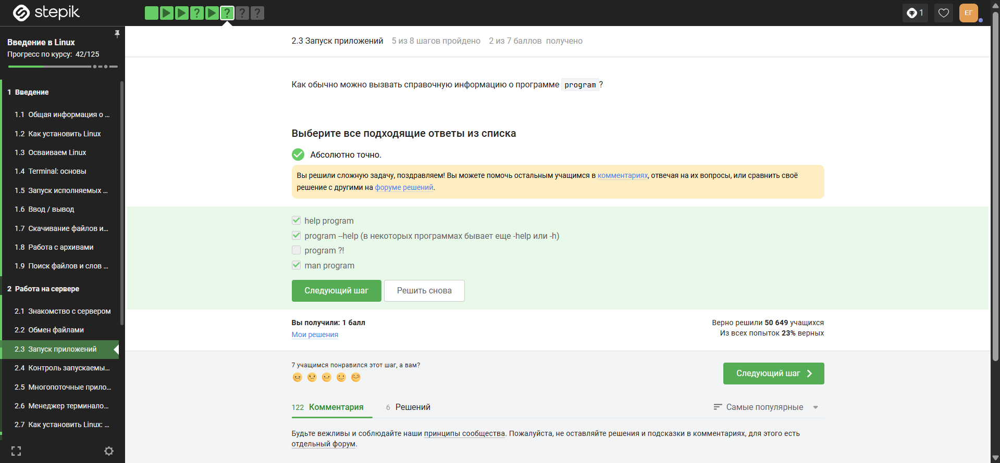 stepik
? ? ? ?
1
ЕГ
Введение в Linux
Прогресс по курсу: 42/125
1 Введение
1.1 Общая информация о ...
1.2 Как установить Linux
1.3 Осваиваем Linux
1.4 Terminal: основы
1.5 Запуск исполняемых ...
1.6 Ввод / вывод
1.7 Скачивание файлов и...
1.8 Работа с архивами
1.9 Поиск файлов и слов ...
2 Работа на сервере
2.1 Знакомство с сервером
2.2 Обмен файлами
2.3 Запуск приложений
2.4 Контроль запускаемы...
2.5 Многопоточные прило...
2.6 Менеджер терминало...
2.7 Как установить Linux: ...
2.3 Запуск приложений 5 из 8 шагов пройдено 2 из 7 баллов получено
Как обычно можно вызвать справочную информацию о программе program ?
Выберите все подходящие ответы из списка
Абсолютно точно.
Вы решили сложную задачу, поздравляем! Вы можете помочь остальным учащимся в комментариях, отвечая на их вопросы, или сравнить своё
решение с другими на форуме решений.
help program
program --help (в некоторых программах бывает еще -help или -h)
program ?!
man program
Следующий шаг Решить снова
Вы получили: 1 балл
Мои решения
Верно решили 50 649 учащихся
Из всех попыток 23% верных
7 учащимся понравился этот шаг, а вам?
Следующий шаг
122 Комментария 6 Решений Самые популярные
Будьте вежливы и соблюдайте наши принципы сообщества. Пожалуйста, не оставляйте решения и подсказки в комментариях, для этого есть
отдельный форум.